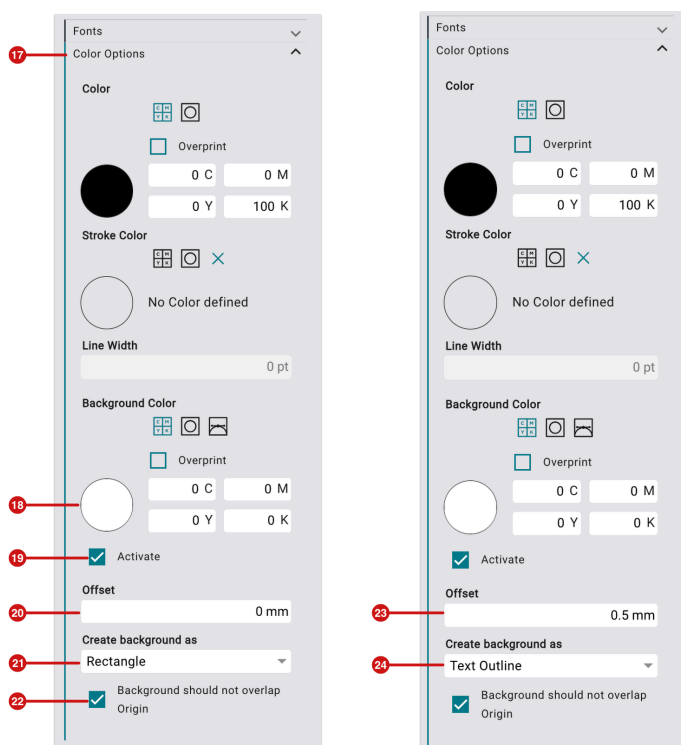 Fonts
17 Color Options
Color
C M
Y K
Overprint
0 C 0 M
0 Y 100 K
Stroke Color
C M
Y K
No Color defined
Line Width
0 pt
Background Color
C M
Y K
Overprint
18
0 C 0 M
0 Y 0 K
19 Activate
Offset
20 0 mm
Create background as
21 Rectangle
22 Background should not overlap
Origin
Fonts
Color Options
Color
C M
Y K
Overprint
0 C 0 M
0 Y 100 K
Stroke Color
C M
Y K
No Color defined
Line Width
0 pt
Background Color
C M
Y K
Overprint
0 C 0 M
0 Y 0 K
Activate
Offset
23 0.5 mm
Create background as
24 Text Outline
Background should not overlap
Origin